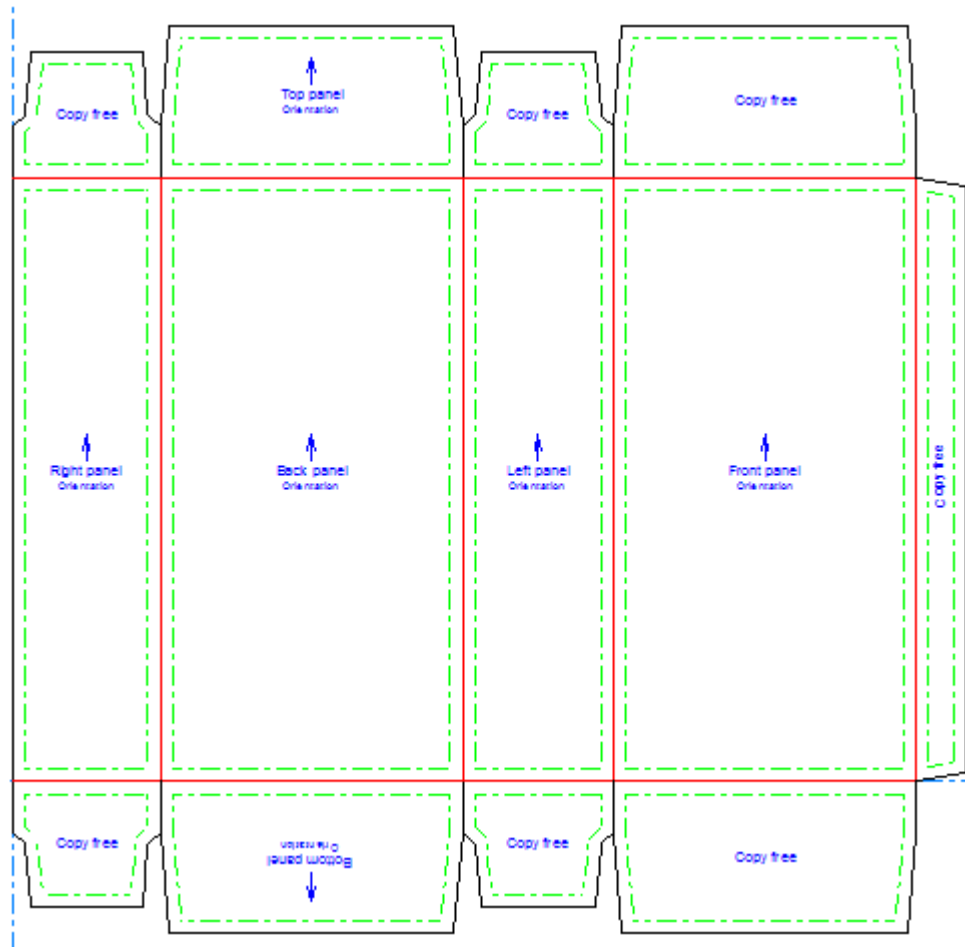 Top panel
Orientation
Copy free
Copy free
Copy free
Right panel
Orientation
Back panel
Orientation
Left panel
Orientation
Front panel
Orientation
Copy free
Copy free
Bottom panel
Orientation
Copy free
Copy free